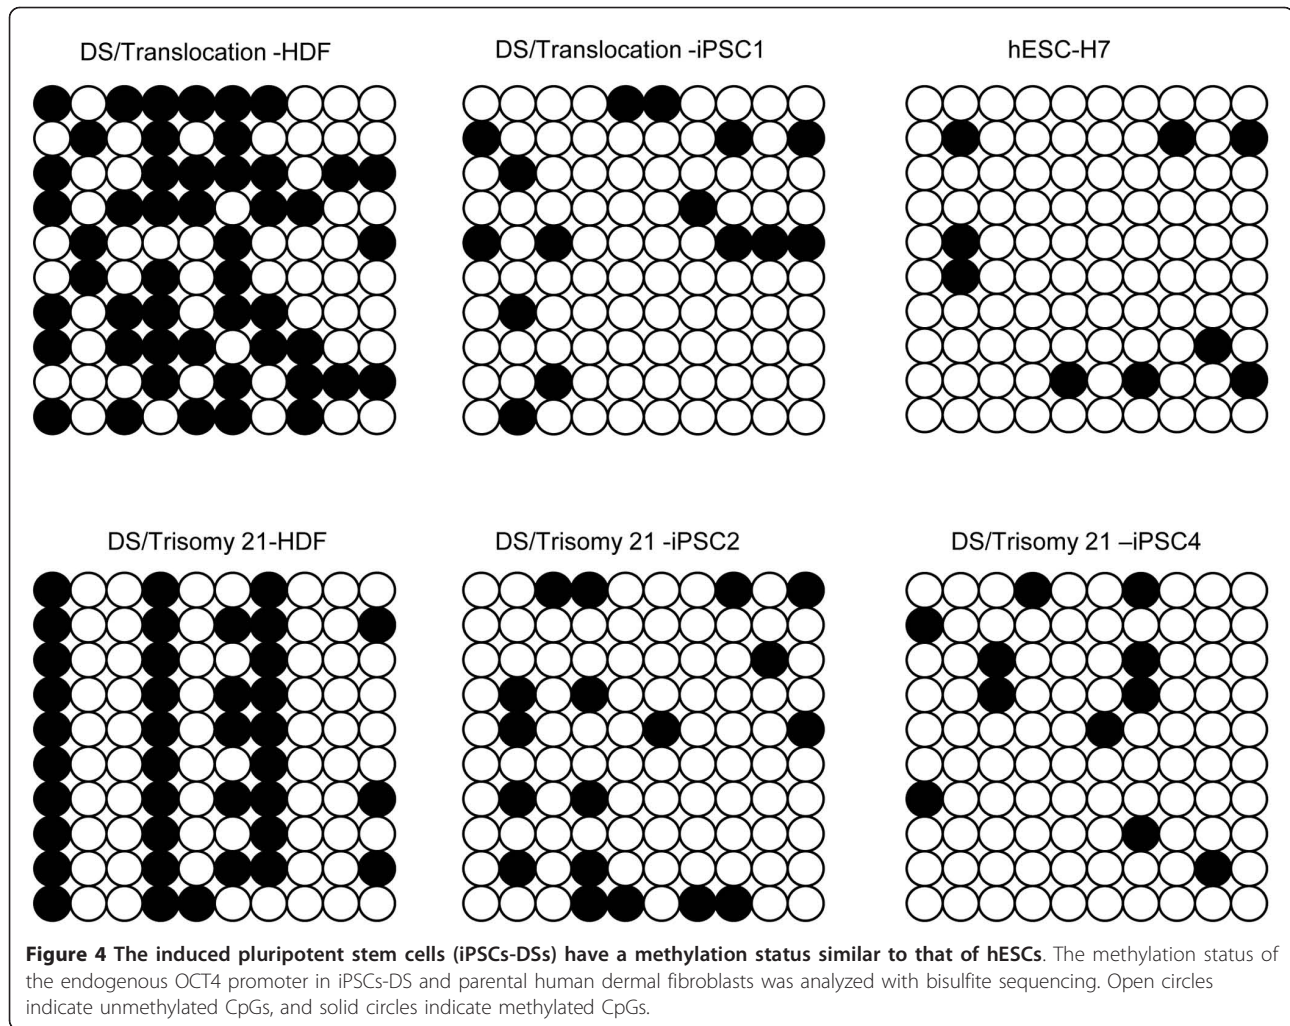 DS/Translocation -HDF
DS/Translocation -iPSC1
hESC-H7
DS/Trisomy 21-HDF
DS/Trisomy 21 -iPSC2
DS/Trisomy 21 –iPSC4
Figure 4 The induced pluripotent stem cells (iPSCs-DSs) have a methylation status similar to that of hESCs. The methylation status of
the endogenous OCT4 promoter in iPSCs-DS and parental human dermal fibroblasts was analyzed with bisulfite sequencing. Open circles
indicate unmethylated CpGs, and solid circles indicate methylated CpGs.